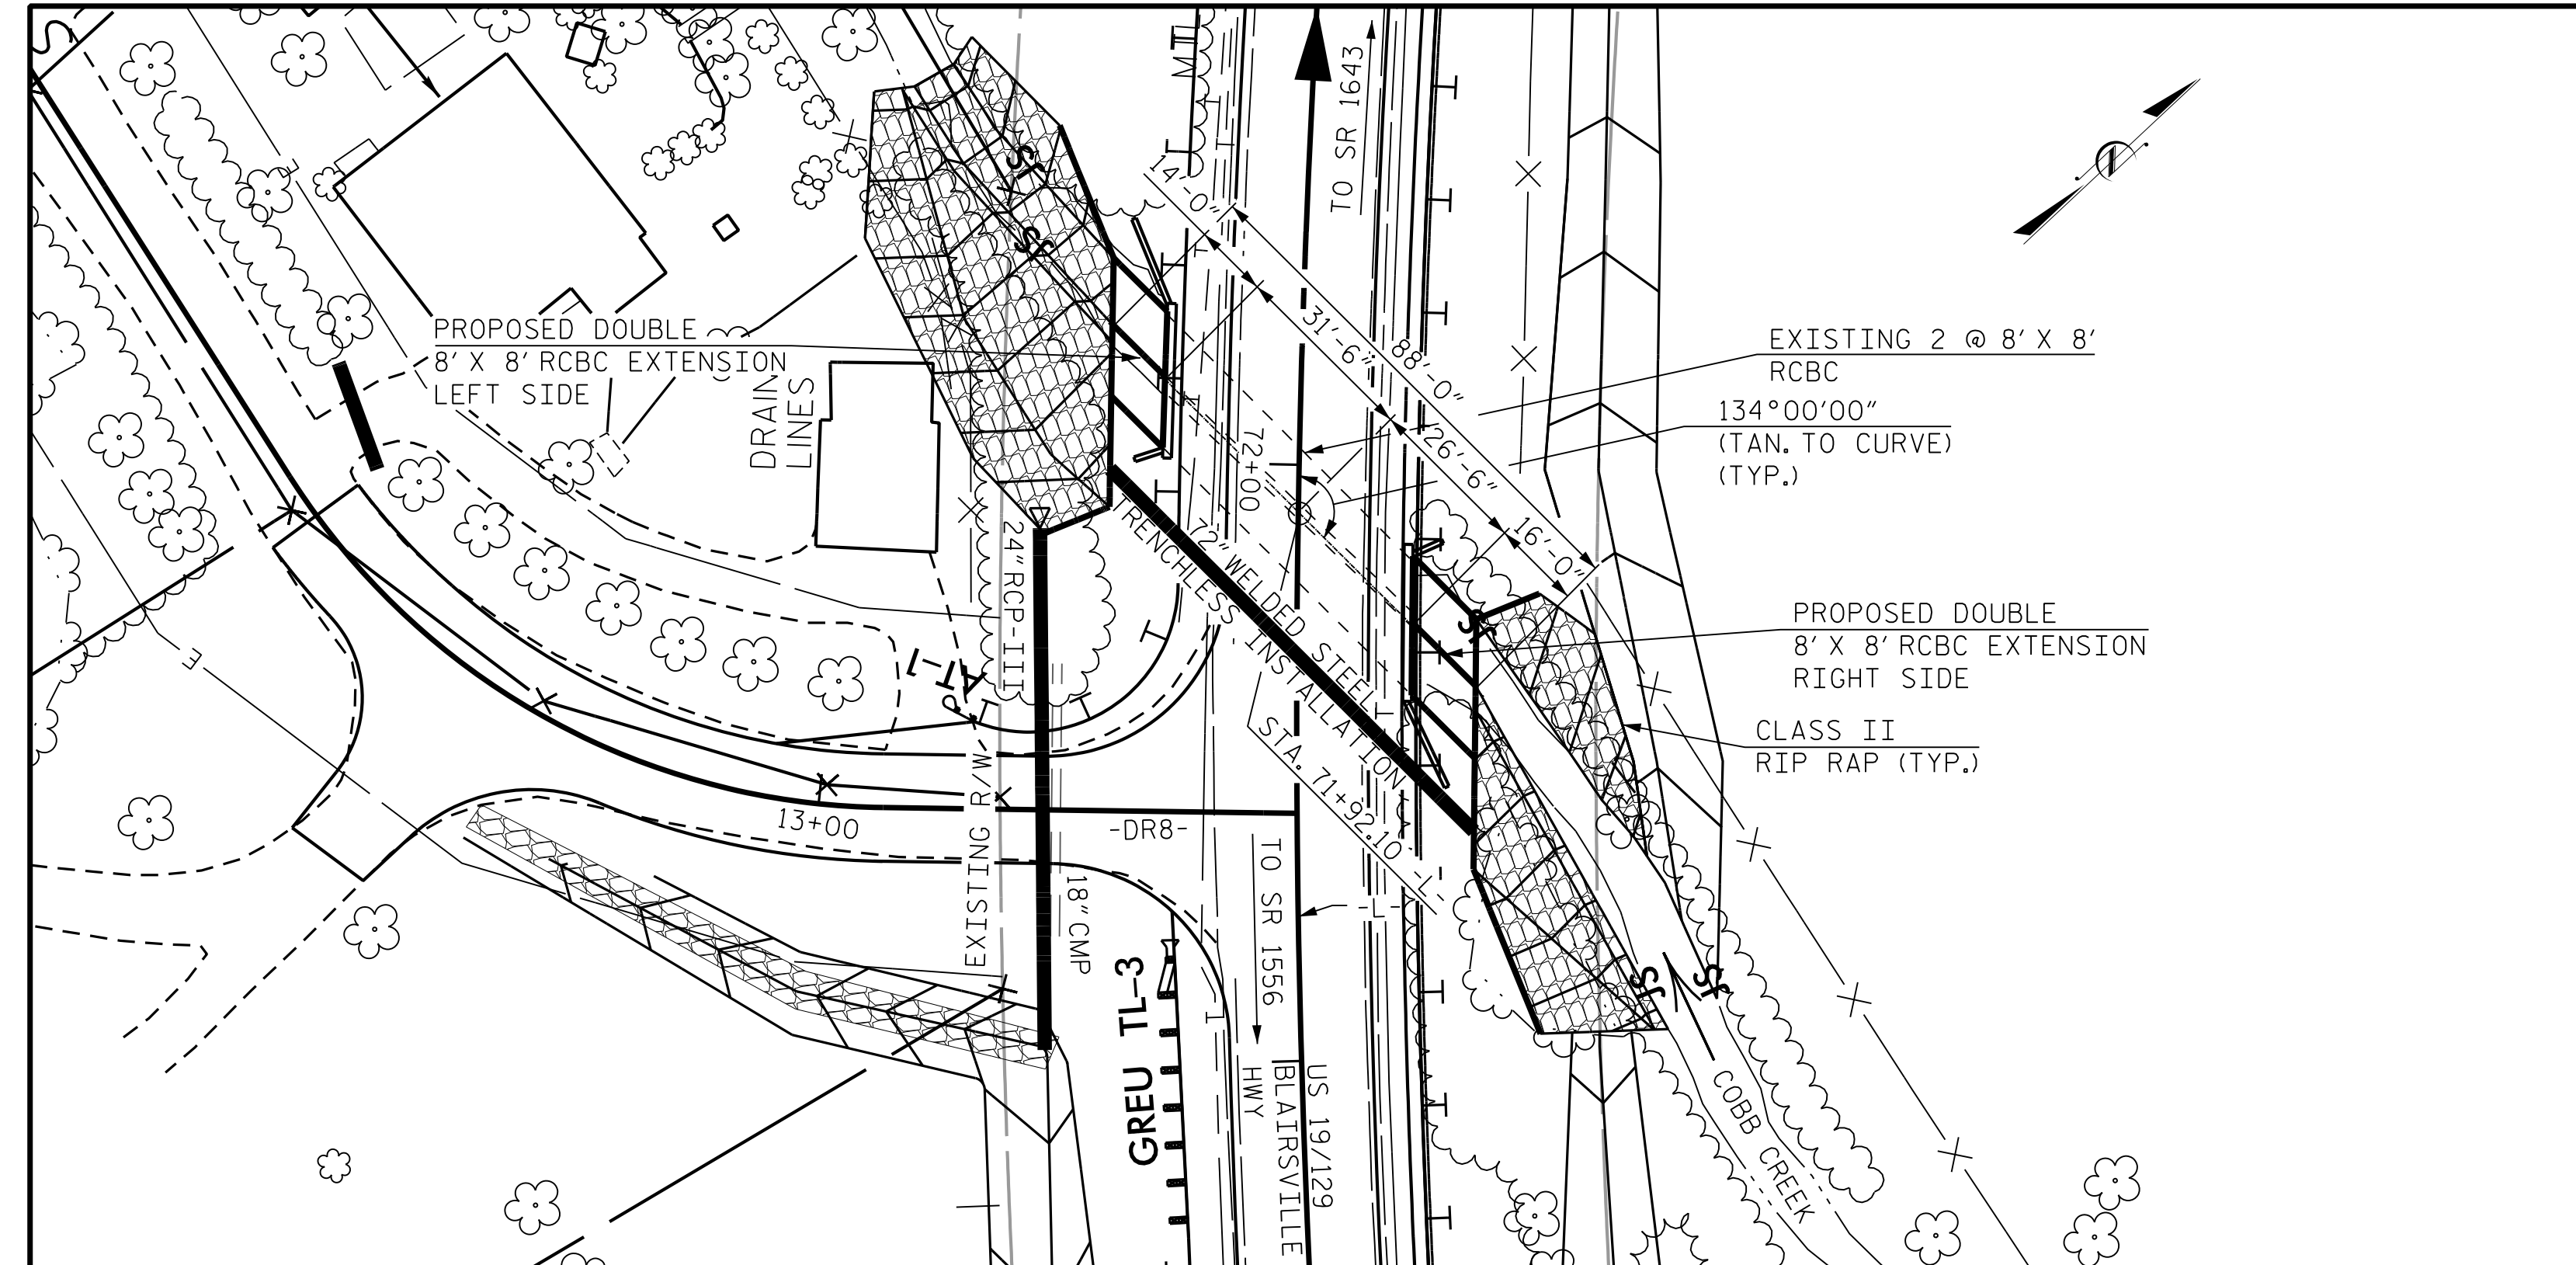 TO SR 1643
14'-0"
31'-6"
88'-0"
26'-6"
16'-0"
EXISTING 2 @ 8' X 8'
RCBC
134°00'00"
(TAN. TO CURVE)
(TYP.)
PROPOSED DOUBLE
8' X 8' RCBC EXTENSION
LEFT SIDE
DRAIN
LINES
72+00
24" RCP-III
72" WELDED STEEL
TRENCHLESS INSTALLATION
PROPOSED DOUBLE
8' X 8' RCBC EXTENSION
RIGHT SIDE
CLASS II
RIP RAP (TYP.)
STA. 71+92.10 -L-
AT-1
EXISTING R/W
13+00
-DR8-
-L-
18" CMP
TO SR 1556
GREU TL-3
US 19/129
BLAIRSVILLE
HWY
COBB CREEK
Sf
Sf
Sf
Sf
Sf
E